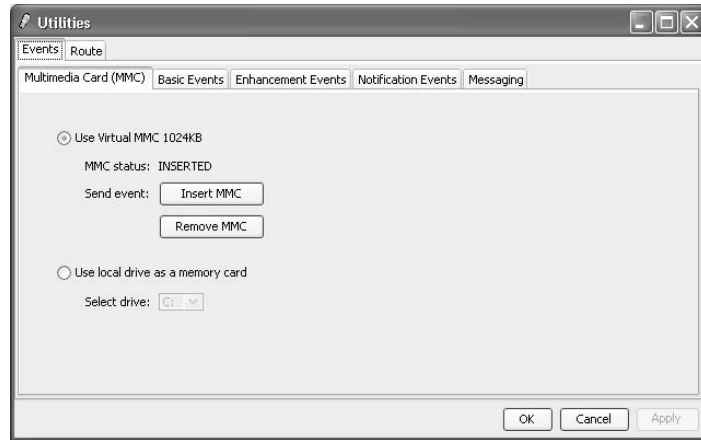 Utilities
Events Route
Multimedia Card (MMC) Basic Events Enhancement Events Notification Events Messaging
Use Virtual MMC 1024KB
MMC status: INSERTED
Send event: Insert MMC
Remove MMC
Use local drive as a memory card
Select drive: C:
OK Cancel Apply